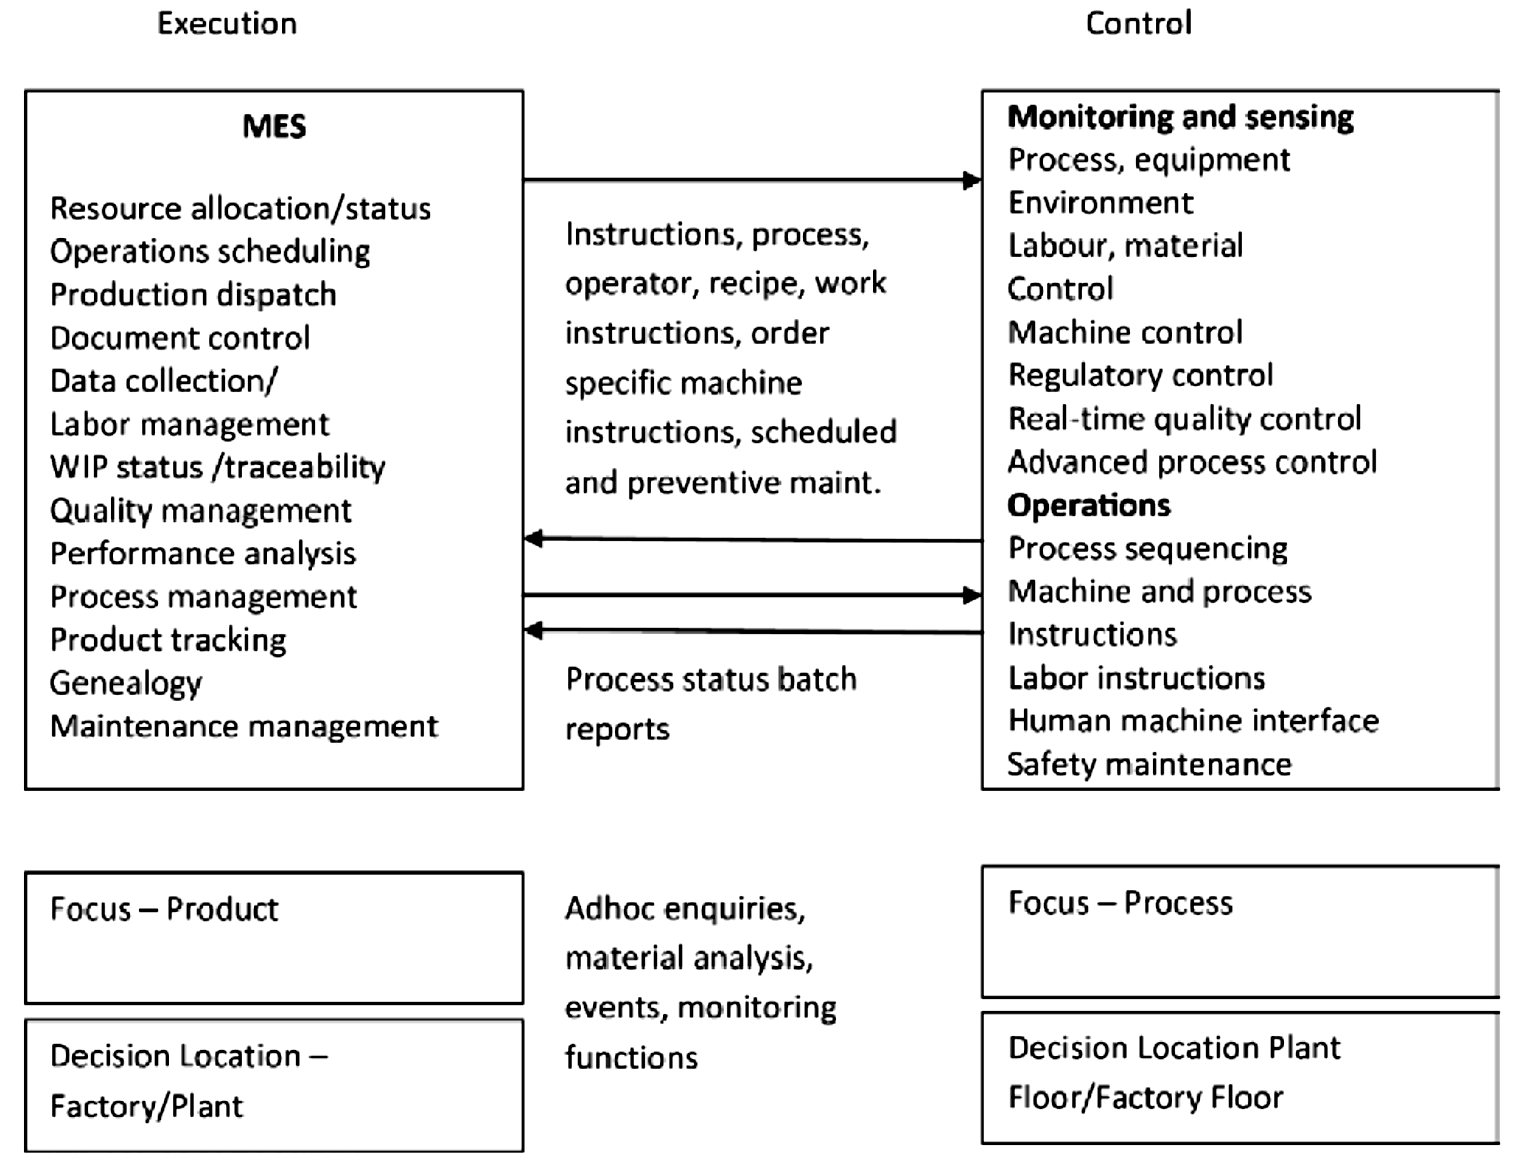 Execution
Control
MES
Resource allocation/status
Operations scheduling
Production dispatch
Document control
Data collection/
Labor management
WIP status /traceability
Quality management
Performance analysis
Process management
Product tracking
Genealogy
Maintenance management
Instructions, process,
operator, recipe, work
instructions, order
specific machine
instructions, scheduled
and preventive maint.
Process status batch
reports
Monitoring and sensing
Process, equipment
Environment
Labour, material
Control
Machine control
Regulatory control
Real-time quality control
Advanced process control
Operations
Process sequencing
Machine and process
Instructions
Labor instructions
Human machine interface
Safety maintenance
Focus – Product
Decision Location –
Factory/Plant
Adhoc enquiries,
material analysis,
events, monitoring
functions
Focus – Process
Decision Location Plant
Floor/Factory Floor